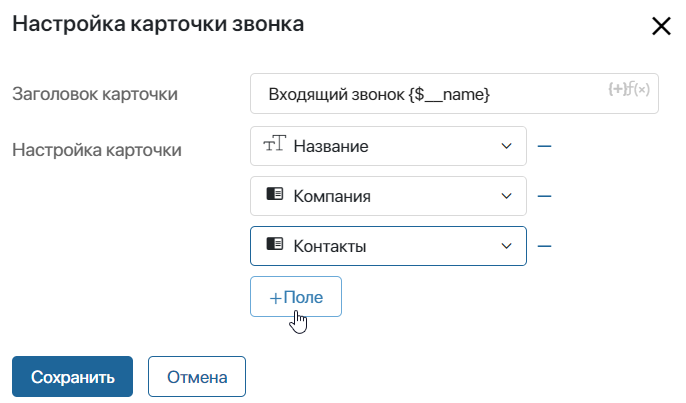 Настройка карточки звонка
Заголовок карточки
Входящий звонок {$__name}
{+}ƒ(x)
Настройка карточки
Название
Компания
Контакты
+Поле
Сохранить
Отмена